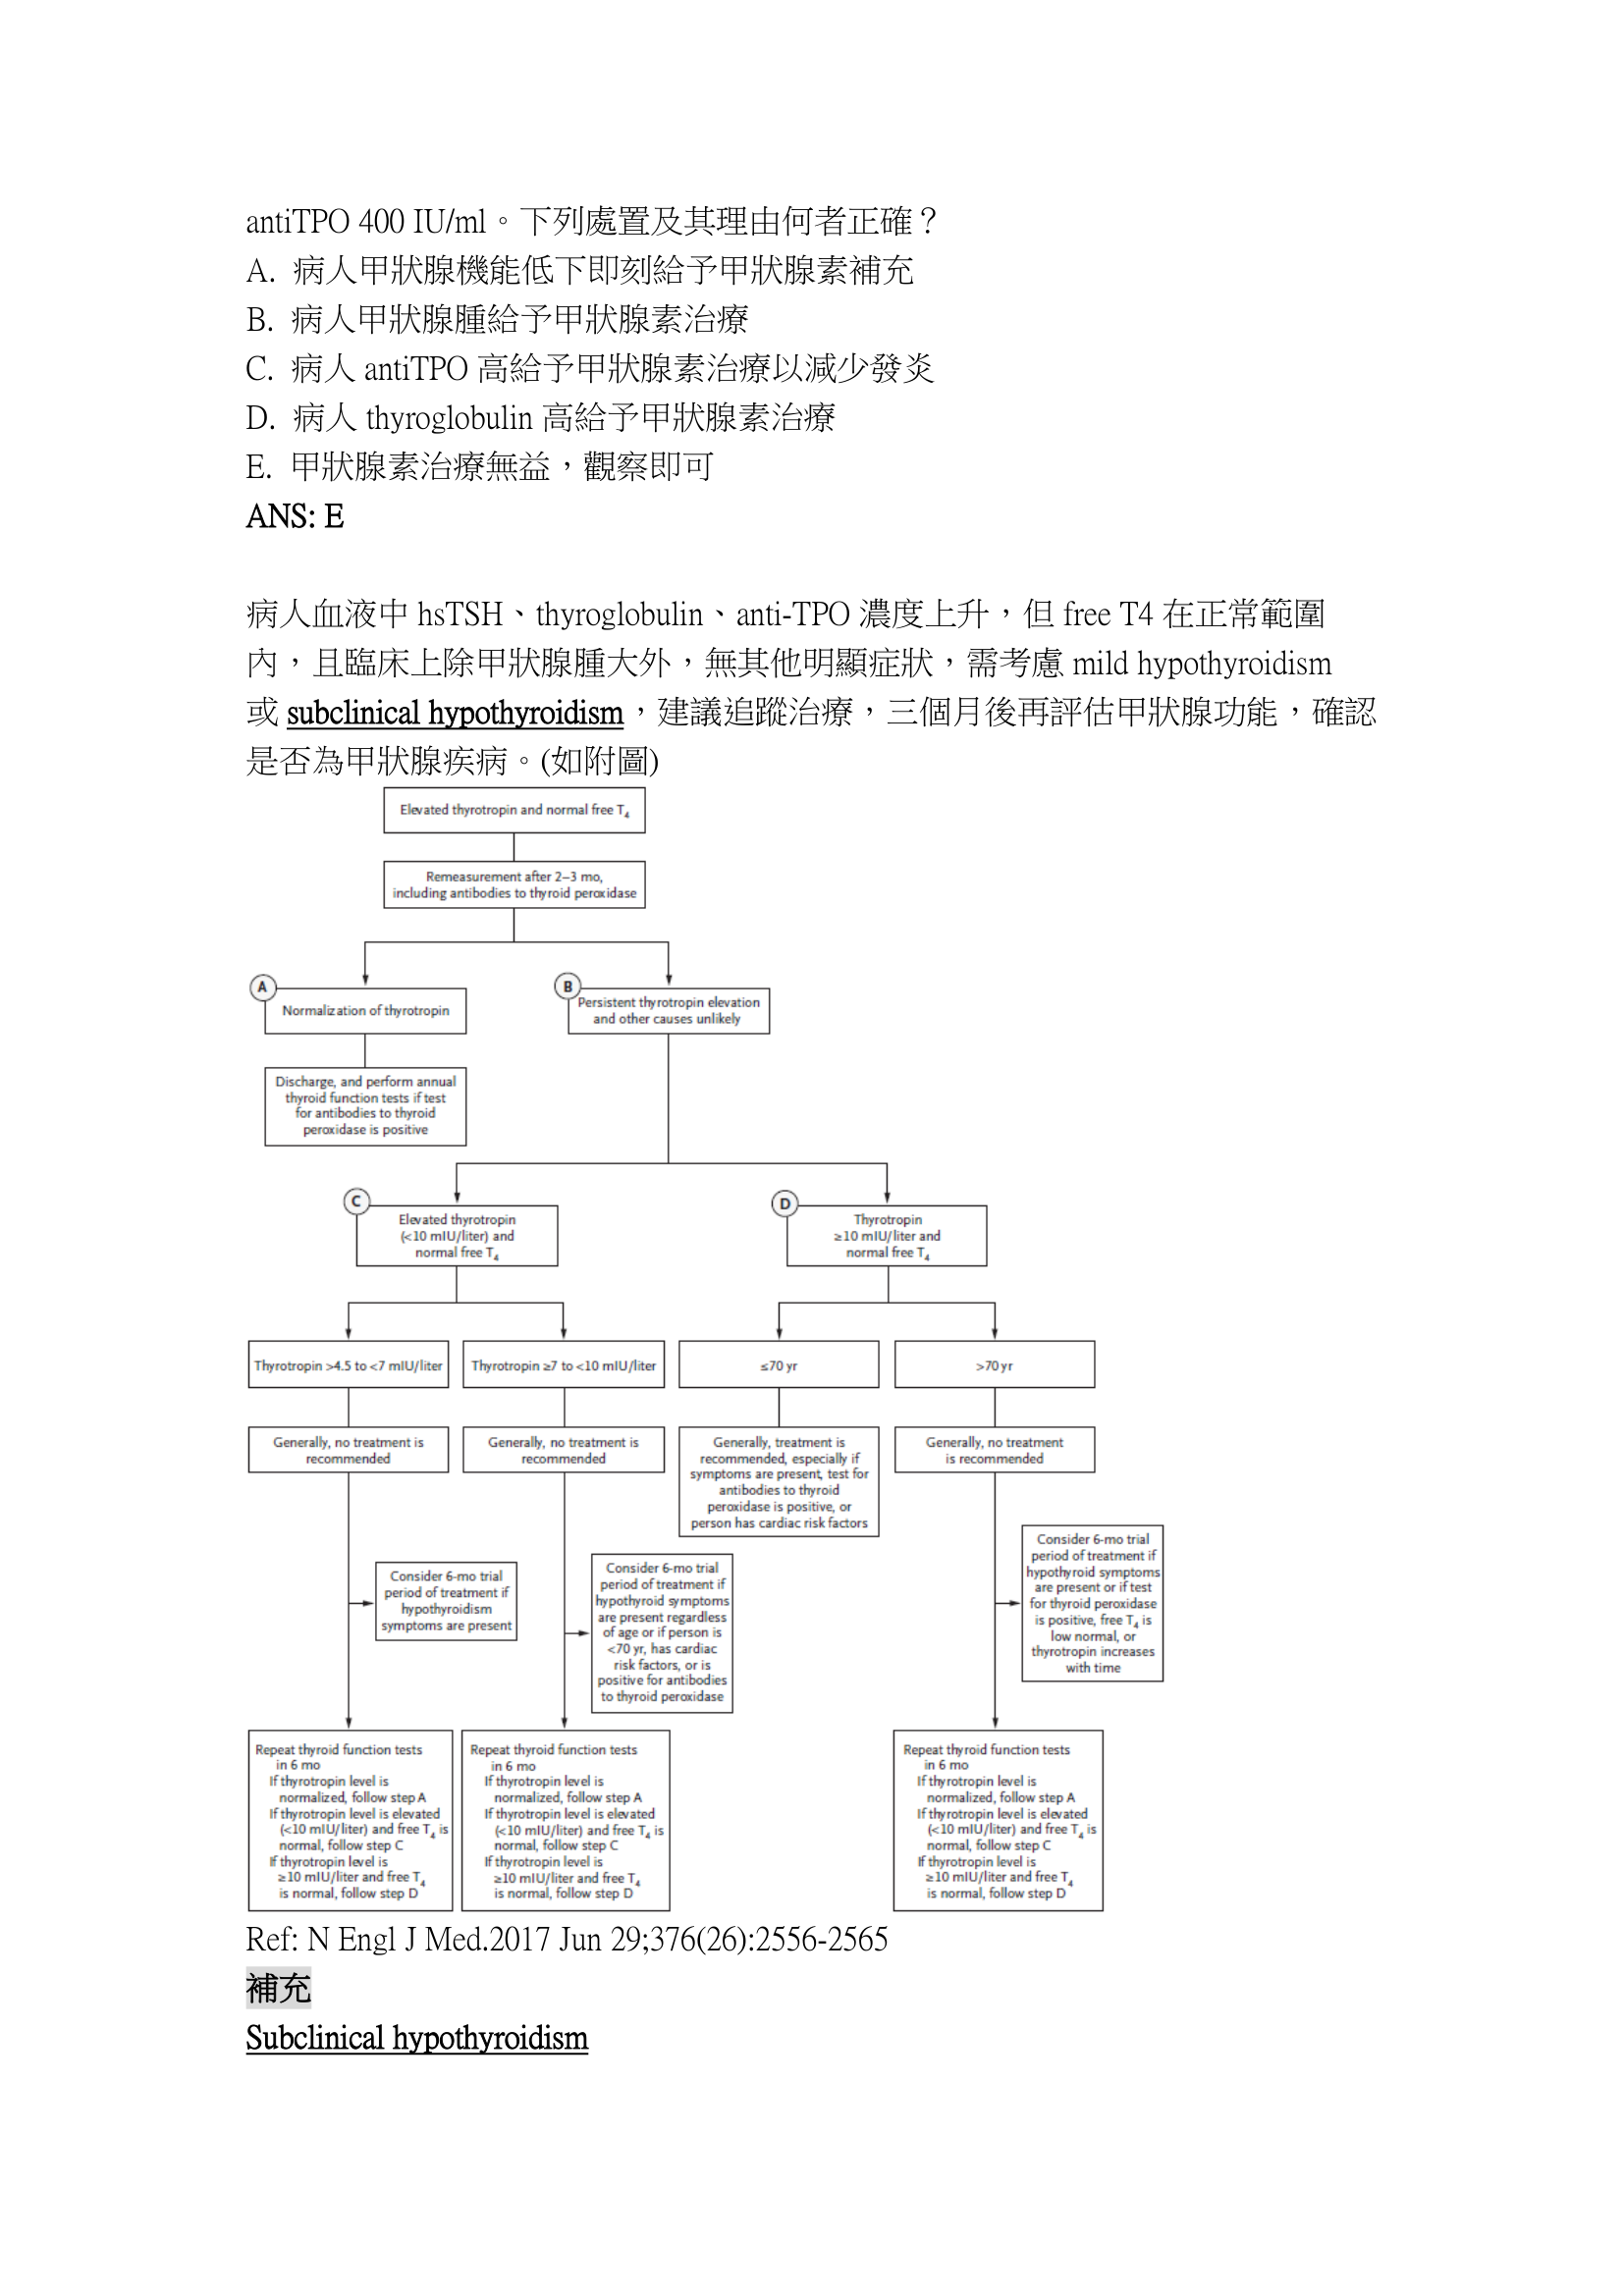 antiTPO 400 IU/ml。下列處置及其理由何者正確？
A. 病人甲狀腺機能低下即刻給予甲狀腺素補充
B. 病人甲狀腺腫給予甲狀腺素治療
C. 病人 antiTPO 高給予甲狀腺素治療以減少發炎
D. 病人 thyroglobulin 高給予甲狀腺素治療
E. 甲狀腺素治療無益，觀察即可
ANS: E
病人血液中 hsTSH、thyroglobulin、anti-TPO 濃度上升，但 free T4 在正常範圍
內，且臨床上除甲狀腺腫大外，無其他明顯症狀，需考慮 mild hypothyroidism
或 subclinical hypothyroidism，建議追蹤治療，三個月後再評估甲狀腺功能，確認
是否為甲狀腺疾病。(如附圖)
Elevated thyrotropin and normal free T4
Remeasurement after 2–3 mo,
including antibodies to thyroid peroxidase
A
Normalization of thyrotropin
B
Persistent thyrotropin elevation
and other causes unlikely
Discharge, and perform annual
thyroid function tests if test
for antibodies to thyroid
peroxidase is positive
C
Elevated thyrotropin
(<10 mIU/liter) and
normal free T4
D
Thyrotropin
≥10 mIU/liter and
normal free T4
Thyrotropin >4.5 to <7 mIU/liter
Thyrotropin ≥7 to <10 mIU/liter
≤70 yr
>70 yr
Generally, no treatment is
recommended
Generally, no treatment is
recommended
Generally, treatment is
recommended, especially if
symptoms are present, test for
antibodies to thyroid
peroxidase is positive, or
person has cardiac risk factors
Generally, no treatment
is recommended
Consider 6-mo trial
period of treatment if
hypothyroidism
symptoms are present
Consider 6-mo trial
period of treatment if
hypothyroid symptoms
are present regardless
of age or if person is
<70 yr, has cardiac
risk factors, or is
positive for antibodies
to thyroid peroxidase
Consider 6-mo trial
period of treatment if
hypothyroid symptoms
are present or if test
for thyroid peroxidase
is positive, free T4 is
low normal, or
thyrotropin increases
with time
Repeat thyroid function tests
in 6 mo
If thyrotropin level is
normalized, follow step A
If thyrotropin level is elevated
(<10 mIU/liter) and free T4 is
normal, follow step C
If thyrotropin level is
≥10 mIU/liter and free T4
is normal, follow step D
Repeat thyroid function tests
in 6 mo
If thyrotropin level is
normalized, follow step A
If thyrotropin level is elevated
(<10 mIU/liter) and free T4 is
normal, follow step C
If thyrotropin level is
≥10 mIU/liter and free T4
is normal, follow step D
Repeat thyroid function tests
in 6 mo
If thyrotropin level is
normalized, follow step A
If thyrotropin level is elevated
(<10 mIU/liter) and free T4 is
normal, follow step C
If thyrotropin level is
≥10 mIU/liter and free T4
is normal, follow step D
Ref: N Engl J Med.2017 Jun 29;376(26):2556-2565
補充
Subclinical hypothyroidism